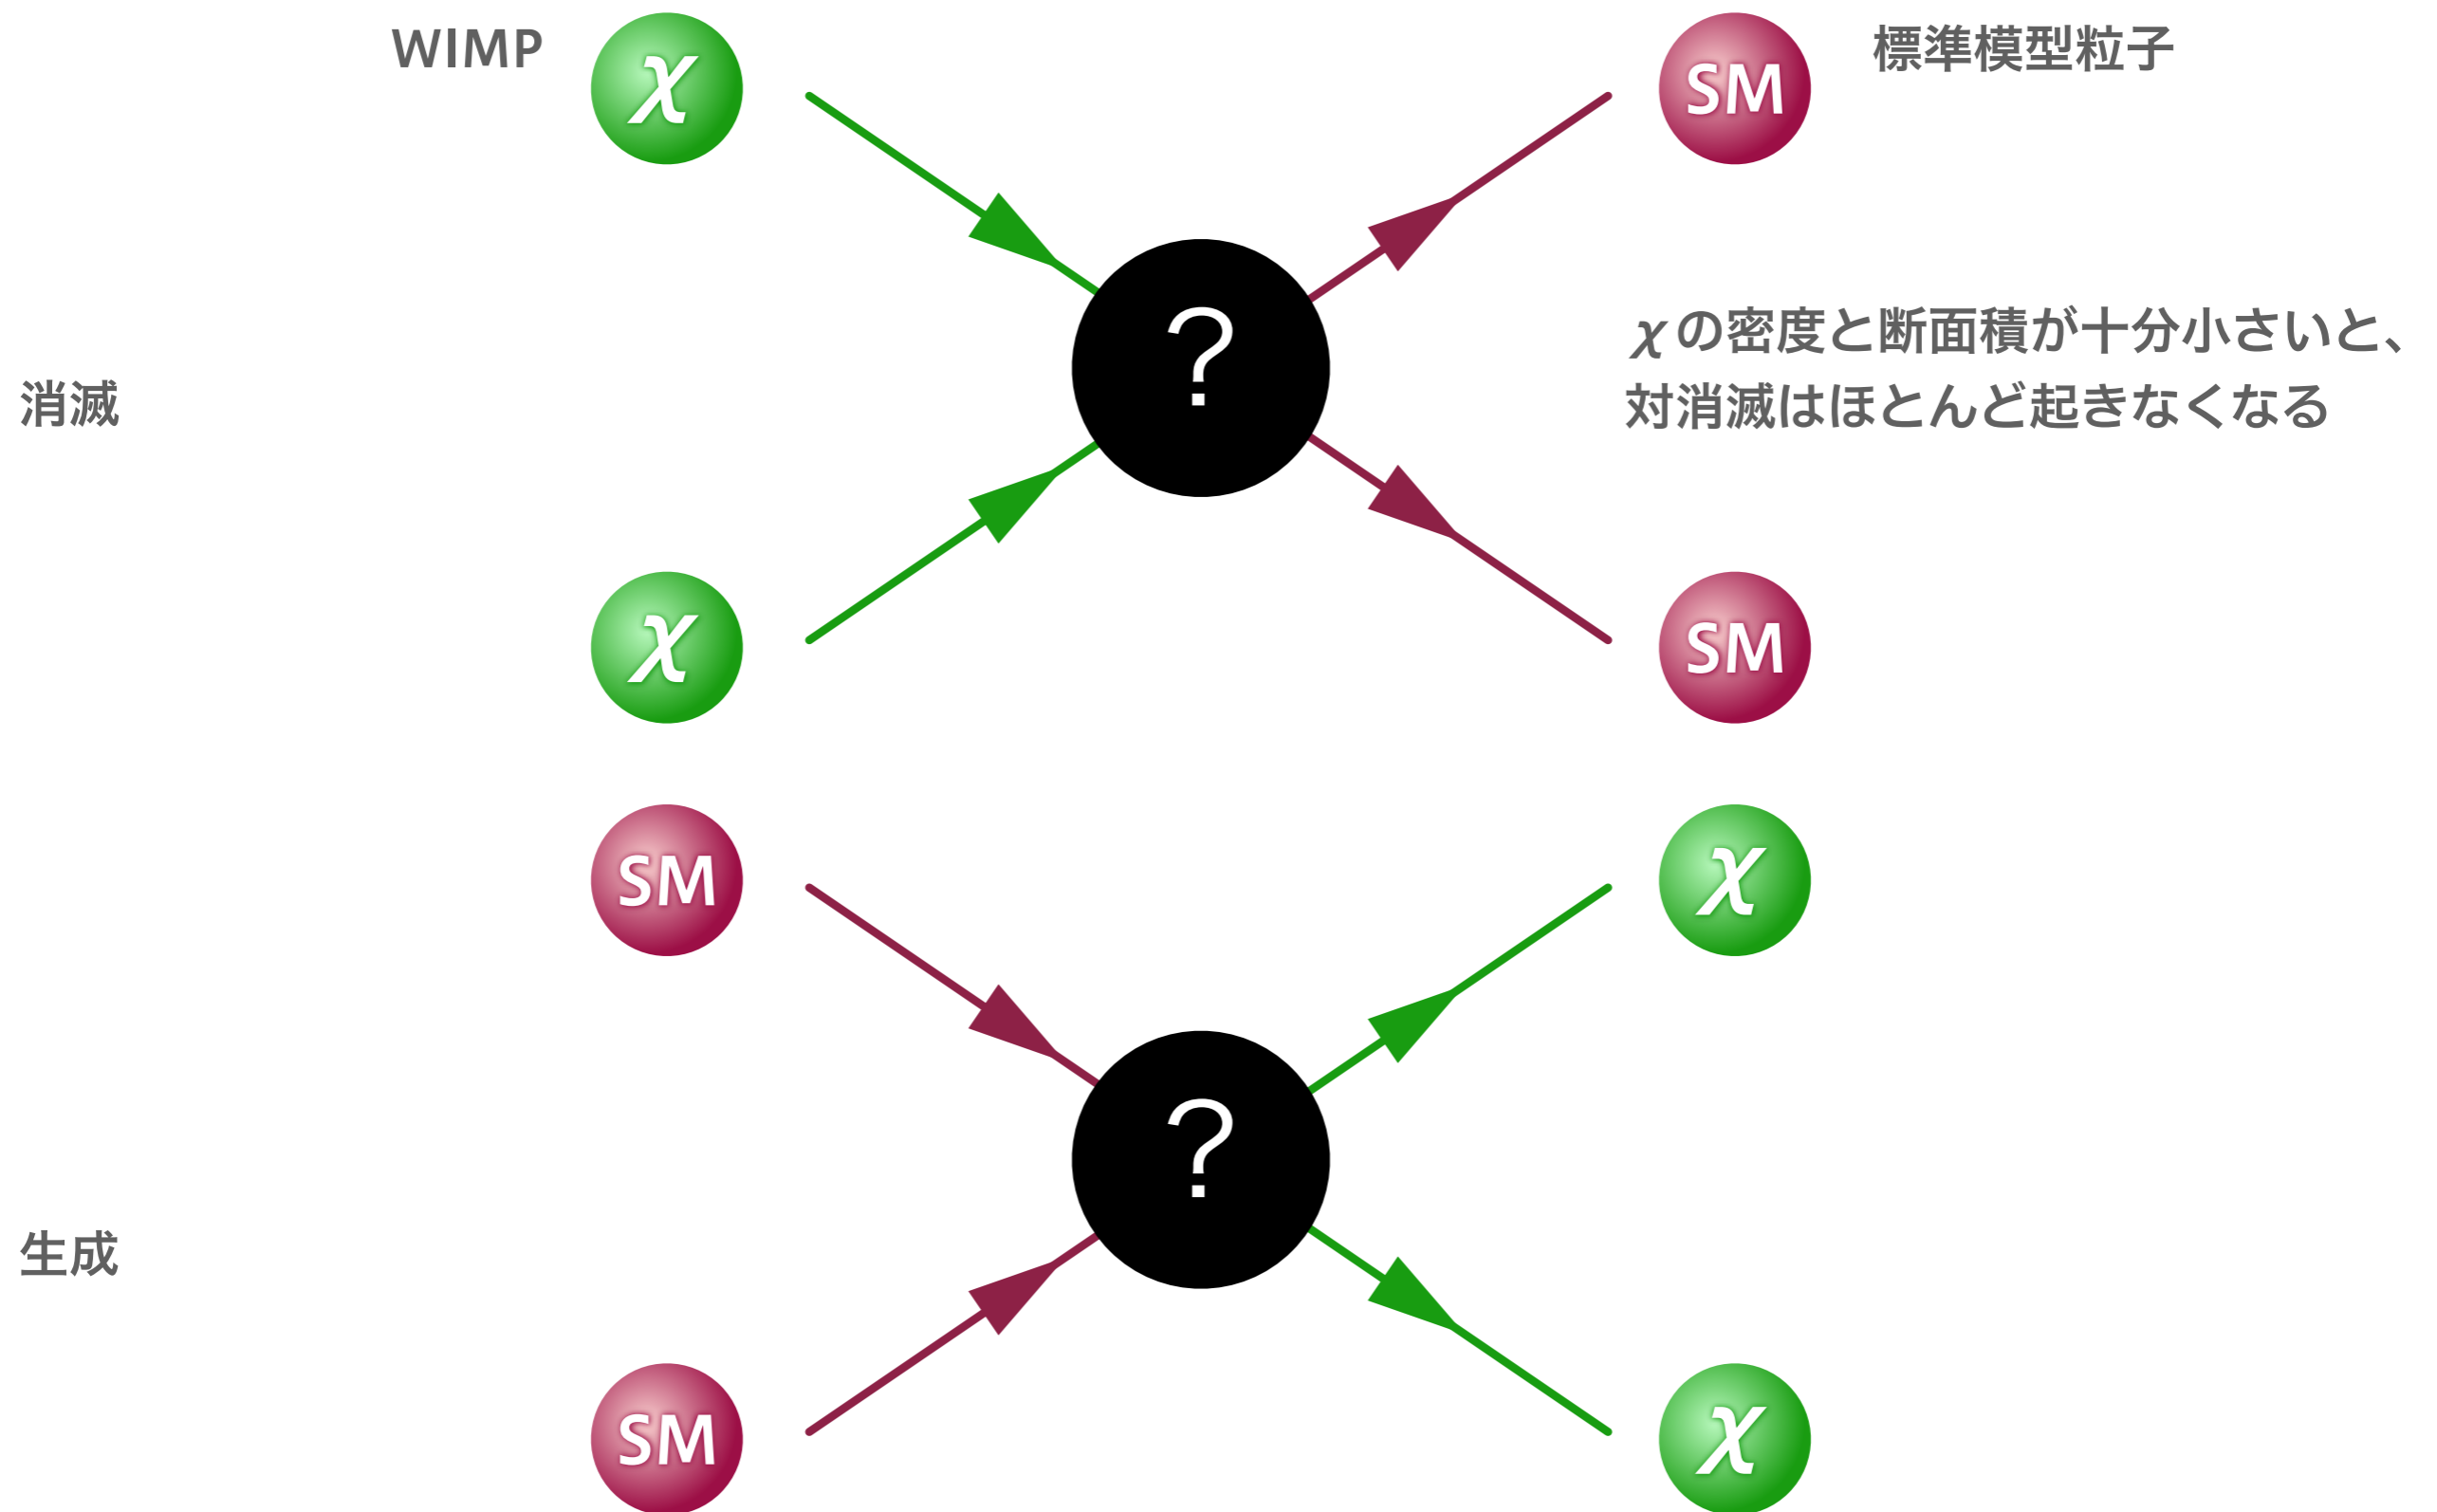 WIMP
χ
SM
標準模型粒子
?
χの密度と断面積が十分小さいと、
対消滅はほとんど起きなくなる
消滅
χ
SM
SM
χ
?
生成
SM
χ